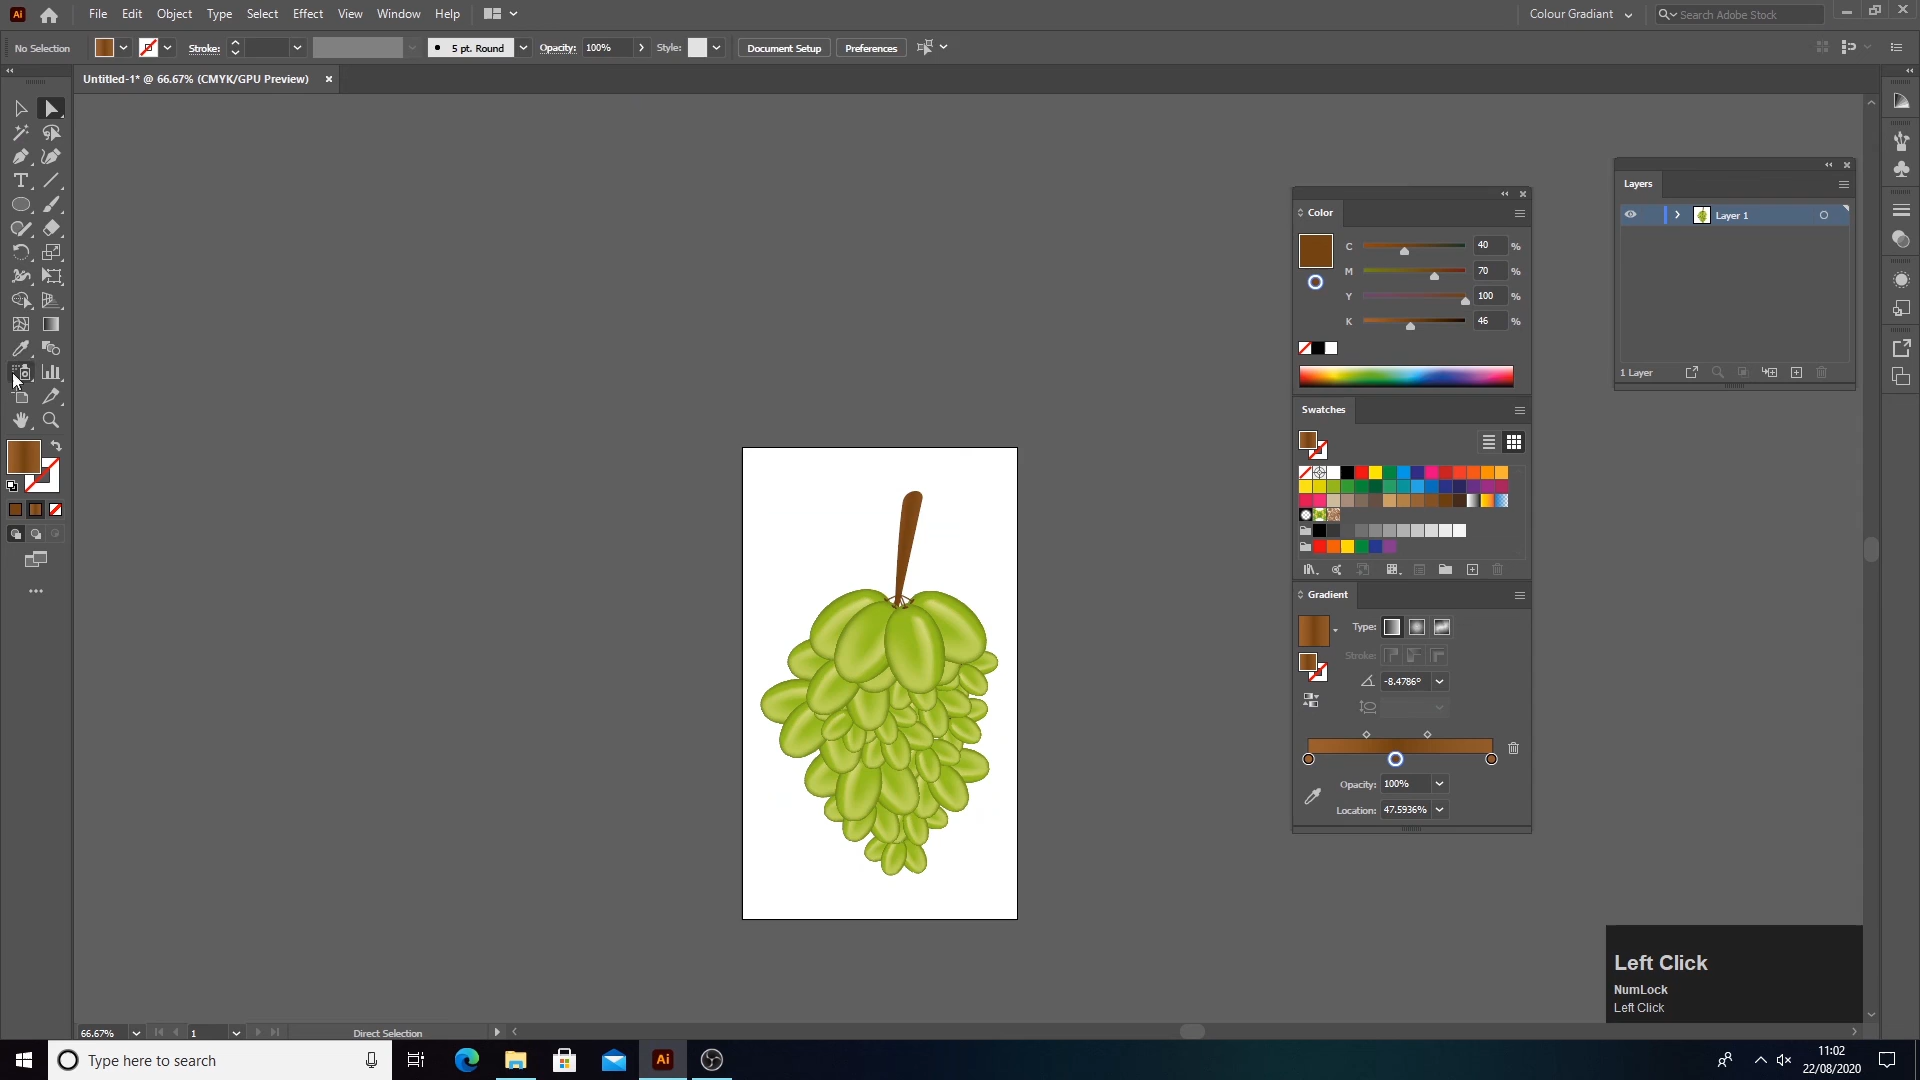 Ai File Edit Object Type Select Effect View Window Help Colour Gradiant Search Adobe Stock
No Selection Stroke: 5 pt. Round Opacity: 100% Style: Document Setup Preferences
Untitled-1* @ 66.67% (CMYK/GPU Preview)
Layers
Layer 1
1 Layer
Color
C 40 %
M 70 %
Y 100 %
K 46 %
Swatches
Gradient
Type:
Stroke:
-8.4786°
Opacity: 100%
Location: 47.5936%
Left Click
NumLock
Left Click
66.67% 1 Direct Selection
Type here to search Ai
11:02
22/08/2020